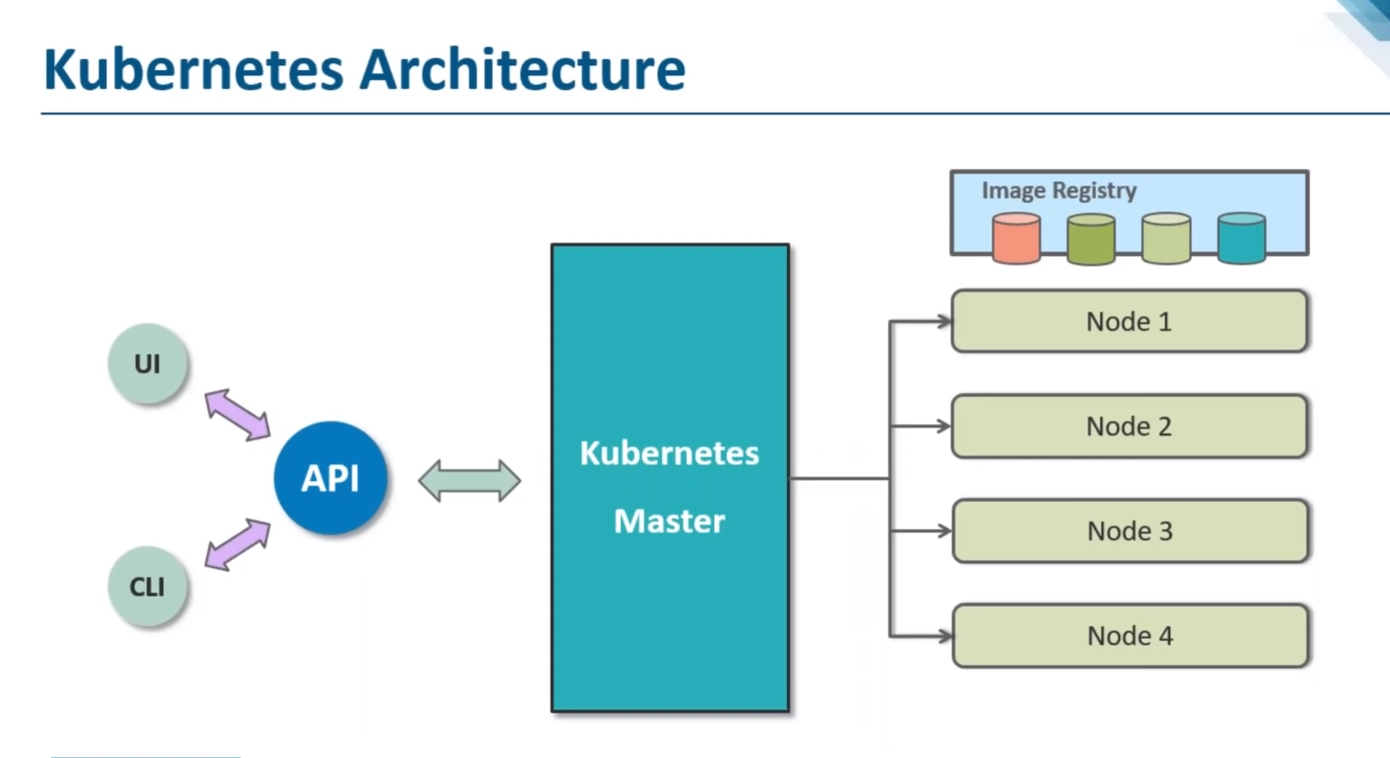 Kubernetes Architecture
Image Registry
UI
API
CLI
Kubernetes
Master
Node 1
Node 2
Node 3
Node 4